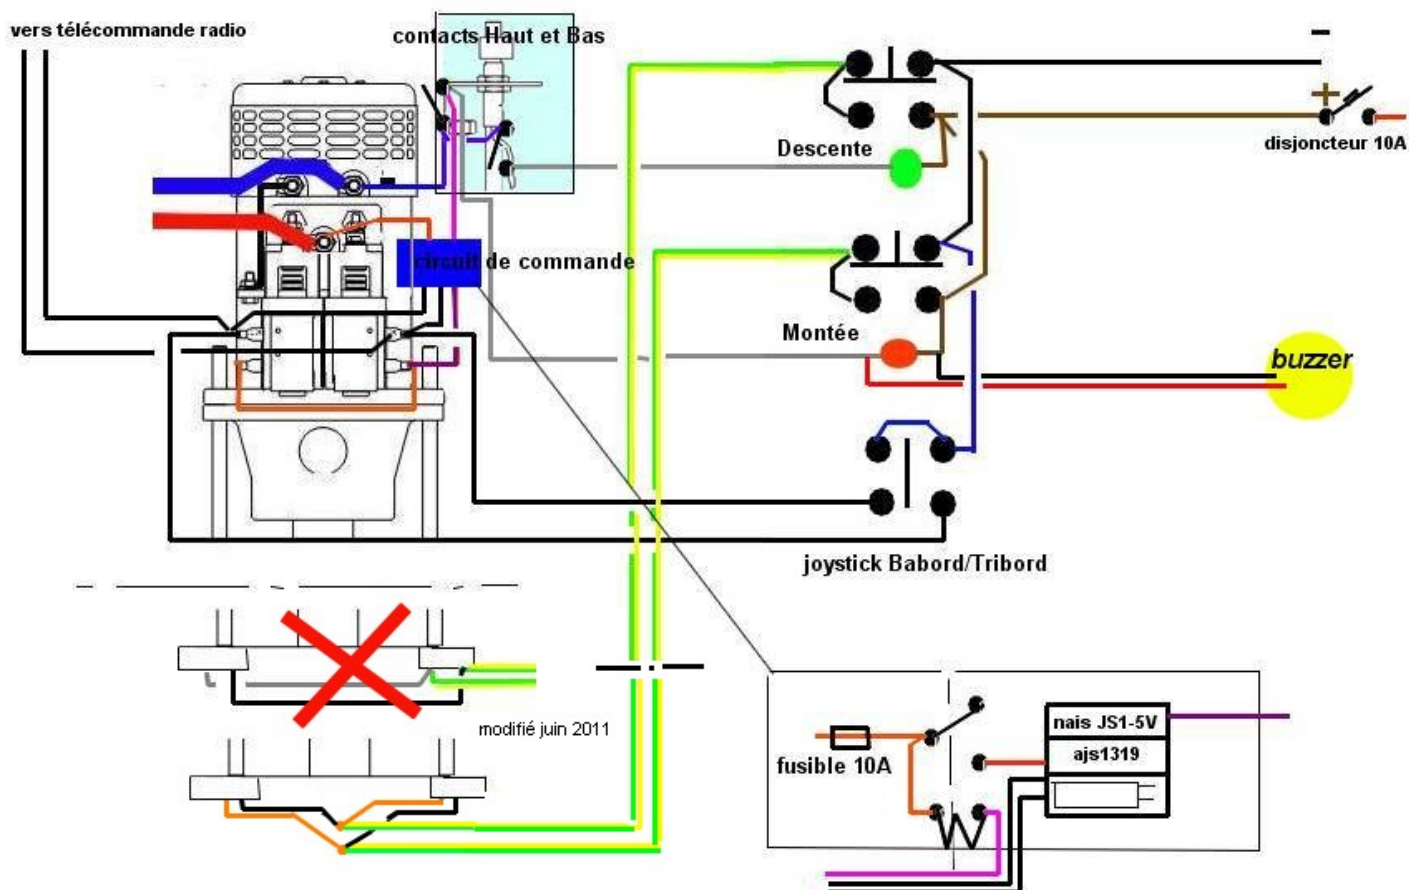 vers télécommande radio
contacts Haut et Bas
-
+
disjoncteur 10A
Descente
circuit de commande
Montée
buzzer
joystick Babord/Tribord
modifié juin 2011
fusible 10A
nais JS1-5V
ajs1319